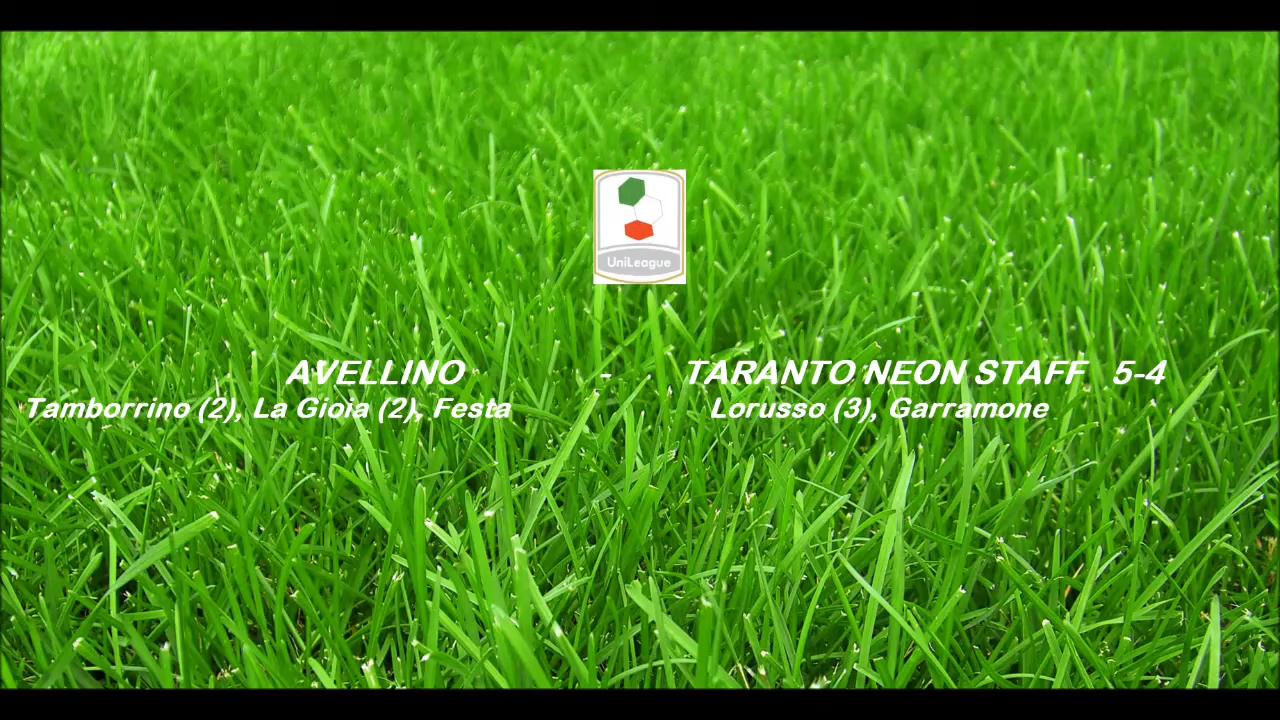 UniLeague
AVELLINO - TARANTO NEON STAFF 5-4
Tamborrino (2), La Gioia (2), Festa Lorusso (3), Garramone